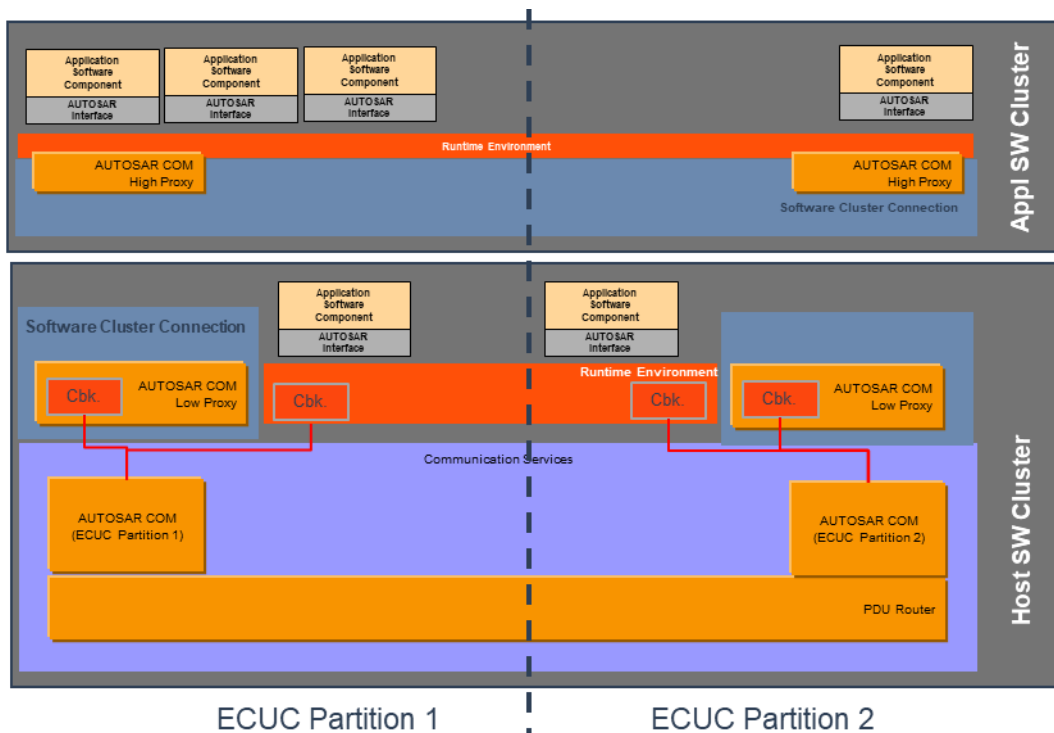 Application
Software
Component
AUTOSAR
Interface
Application
Software
Component
AUTOSAR
Interface
Application
Software
Component
AUTOSAR
Interface
Application
Software
Component
AUTOSAR
Interface
Runtime Environment
AUTOSAR COM
High Proxy
AUTOSAR COM
High Proxy
Software Cluster Connection
Appl SW Cluster
Application
Software
Component
AUTOSAR
Interface
Application
Software
Component
AUTOSAR
Interface
Software Cluster Connection
Runtime Environment
Cbk.
AUTOSAR COM
Low Proxy
Cbk.
Cbk.
Cbk.
AUTOSAR COM
Low Proxy
Communication Services
AUTOSAR COM
(ECUC Partition 1)
AUTOSAR COM
(ECUC Partition 2)
PDU Router
Host SW Cluster
ECUC Partition 1
ECUC Partition 2